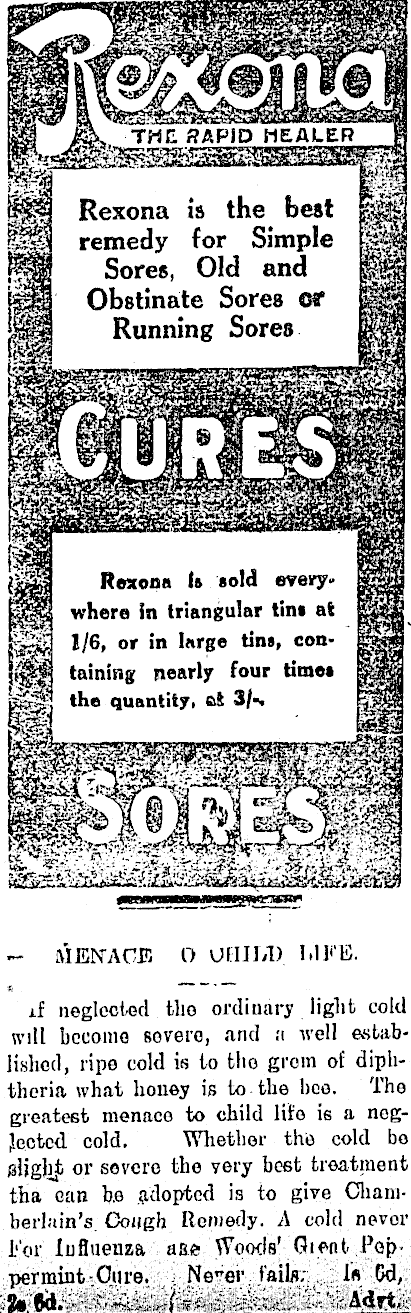 Rexona
THE RAPID HEALER
Rexona is the best
remedy for Simple
Sores, Old and
Obstinate Sores or
Running Sores
CURES
Rexona is sold every-
where in triangular tins at
1/6, or in large tins, con-
taining nearly four times
the quantity, at 3/-.
SORES
MENACE O CHILD LIFE.
If neglected the ordinary light cold
will become severe, and a well estab-
lished, ripe cold is to the grem of diph-
theria what honey is to the bee. The
greatest menace to child life is a neg-
lected cold. Whether the cold be
slight or severe the very best treatment
tha can be adopted is to give Cham-
berlain's Cough Remedy. A cold never
For Influenza ase Woods' Great Pep-
permint Cure. Never fails. 1s 6d,
2s 6d. Advt.